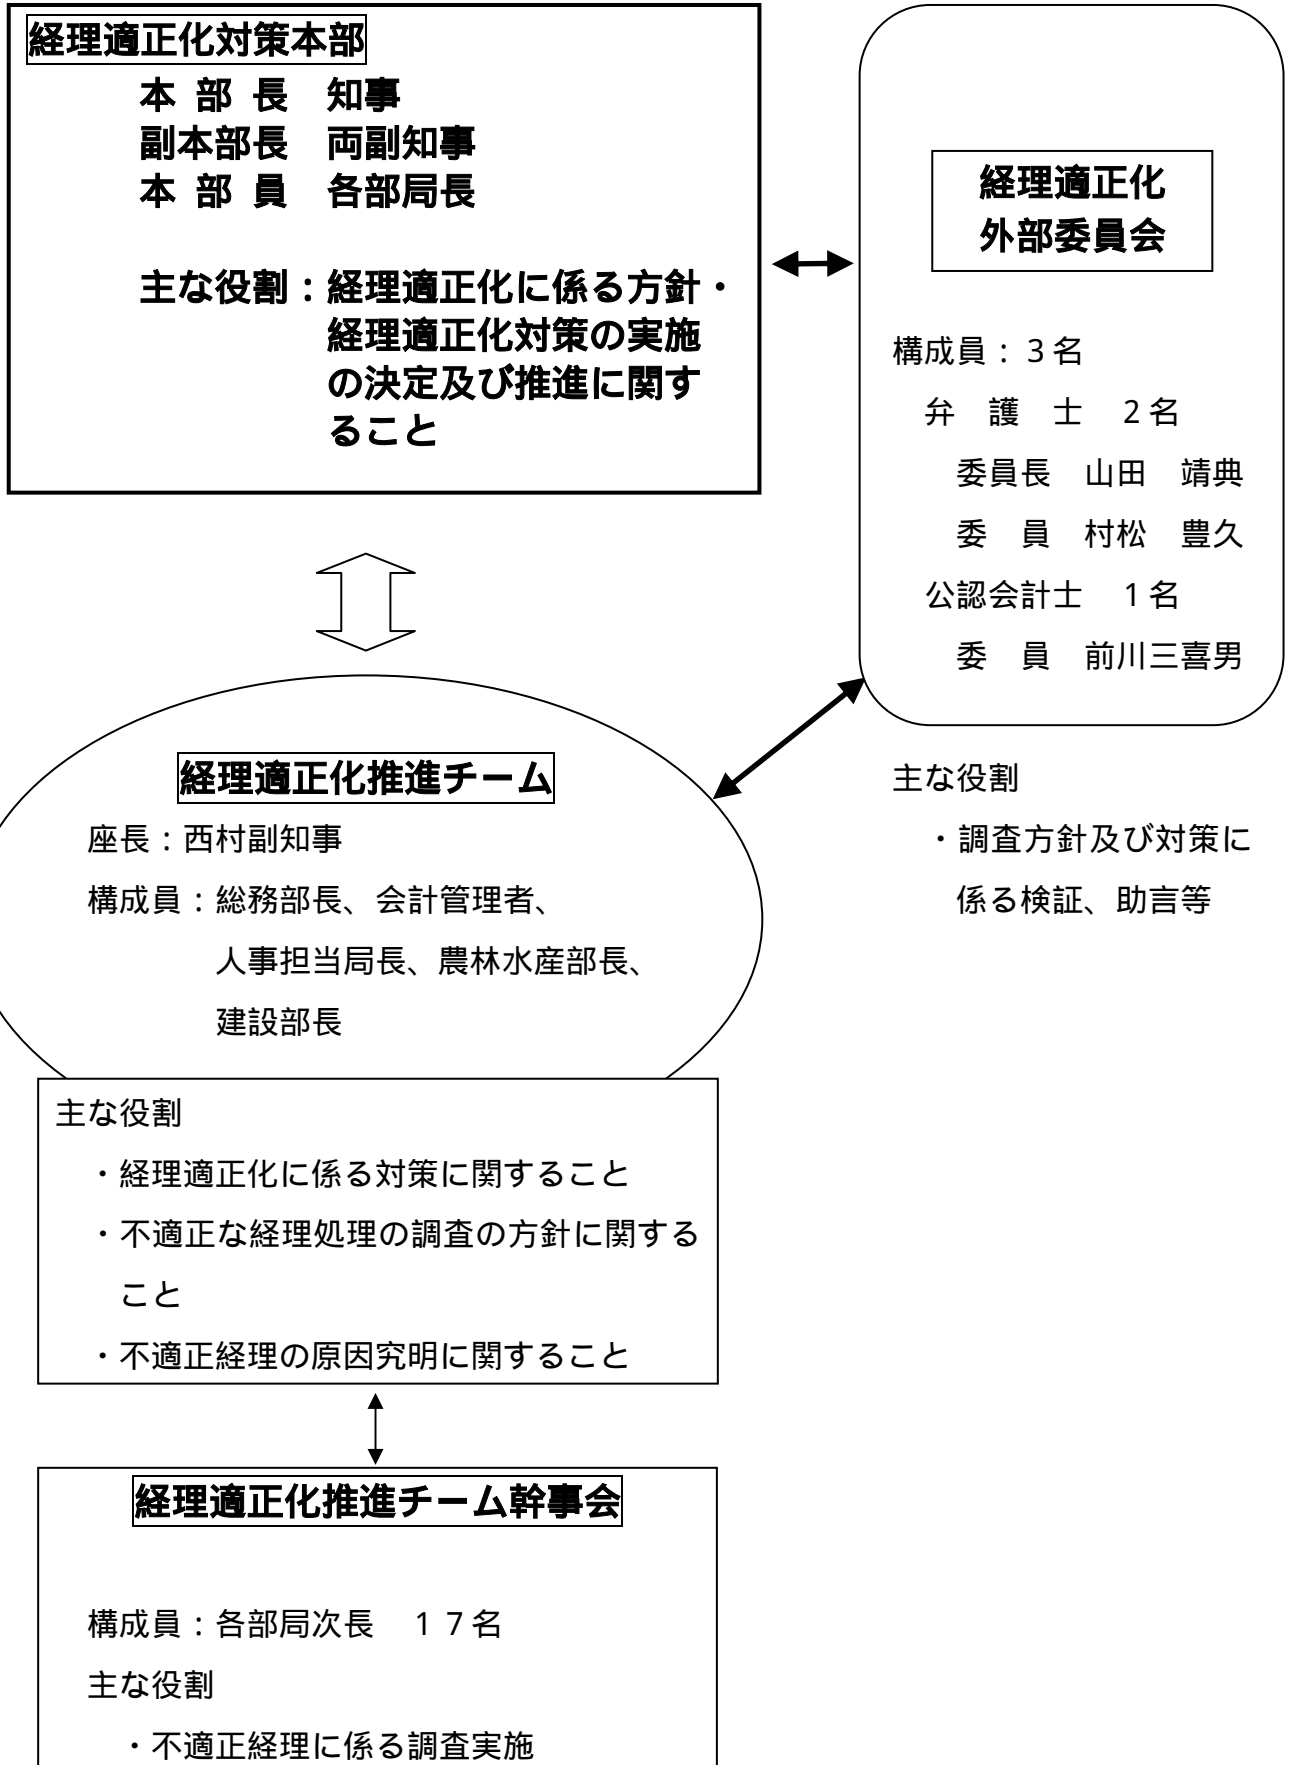 経理適正化対策本部
本 部 長　知事
副本部長　両副知事
本 部 員　各部局長
主な役割：経理適正化に係る方針・
経理適正化対策の実施
の決定及び推進に関す
ること
経理適正化
外部委員会
構成員：３名
弁　護　士　２名
委員長　山田　靖典
委　員　村松　豊久
公認会計士　１名
委　員　前川三喜男
主な役割
・調査方針及び対策に
係る検証、助言等
経理適正化推進チーム
座長：西村副知事
構成員：総務部長、会計管理者、
人事担当局長、農林水産部長、
建設部長
主な役割
・経理適正化に係る対策に関すること
・不適正な経理処理の調査の方針に関する
こと
・不適正経理の原因究明に関すること
経理適正化推進チーム幹事会
構成員：各部局次長　１７名
主な役割
・不適正経理に係る調査実施